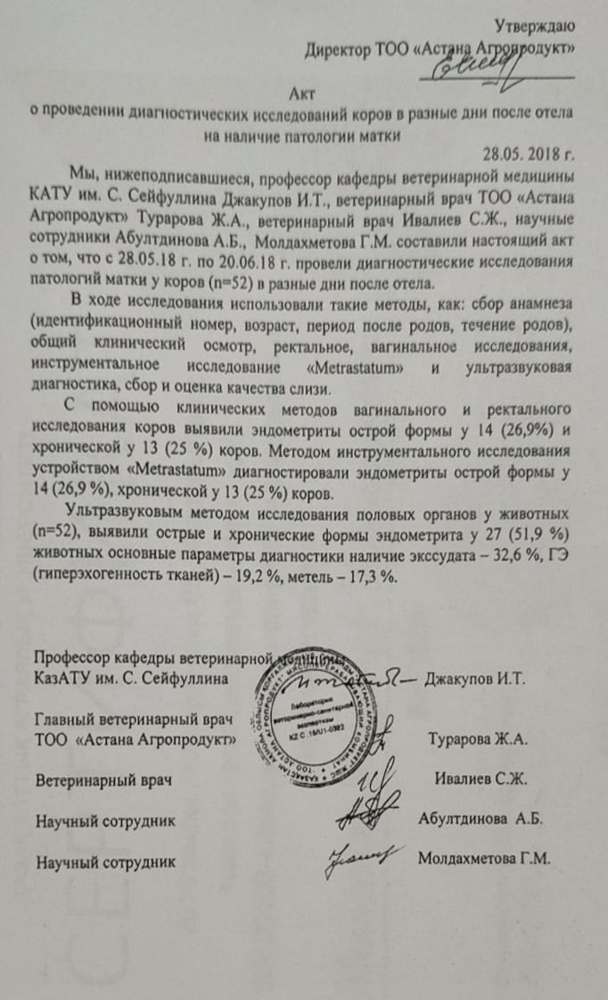 Утверждаю
Директор ТОО «Астана Агропродукт»
Акт
о проведении диагностических исследований коров в разные дни после отела
на наличие патологии матки
28.05. 2018 г.
Мы, нижеподписавшиеся, профессор кафедры ветеринарной медицины
КАТУ им. С. Сейфуллина Джакупов И.Т., ветеринарный врач ТОО «Астана
Агропродукт» Турарова Ж.А., ветеринарный врач Ивалиев С.Ж., научные
сотрудники Абултдинова А.Б., Молдахметова Г.М. составили настоящий акт
о том, что с 28.05.18 г. по 20.06.18 г. провели диагностические исследования
патологий матки у коров (n=52) в разные дни после отела.
В ходе исследования использовали такие методы, как: сбор анамнеза
(идентификационный номер, возраст, период после родов, течение родов),
общий клинический осмотр, ректальное, вагинальное исследования,
инструментальное исследование «Metrastatum» и ультразвуковая
диагностика, сбор и оценка качества слизи.
С помощью клинических методов вагинального и ректального
исследования коров выявили эндометриты острой формы у 14 (26,9%) и
хронической у 13 (25 %) коров. Методом инструментального исследования
устройством «Metrastatum» диагностировали эндометриты острой формы у
14 (26,9 %), хронической у 13 (25 %) коров.
Ультразвуковым методом исследования половых органов у животных
(n=52), выявили острые и хронические формы эндометрита у 27 (51,9 %)
животных основные параметры диагностики наличие экссудата – 32,6 %, ГЭ
(гиперэхогенность тканей) – 19,2 %, метель – 17,3 %.
Профессор кафедры ветеринарной медицины
КазАТУ им. С. Сейфуллина Джакупов И.Т.
Лаборатория
ветеринарно-санитарной
экспертизы
Главный ветеринарный врач
ТОО «Астана Агропродукт» Турарова Ж.А.
Ветеринарный врач Ивалиев С.Ж.
Научный сотрудник Абултдинова А.Б.
Научный сотрудник Молдахметова Г.М.